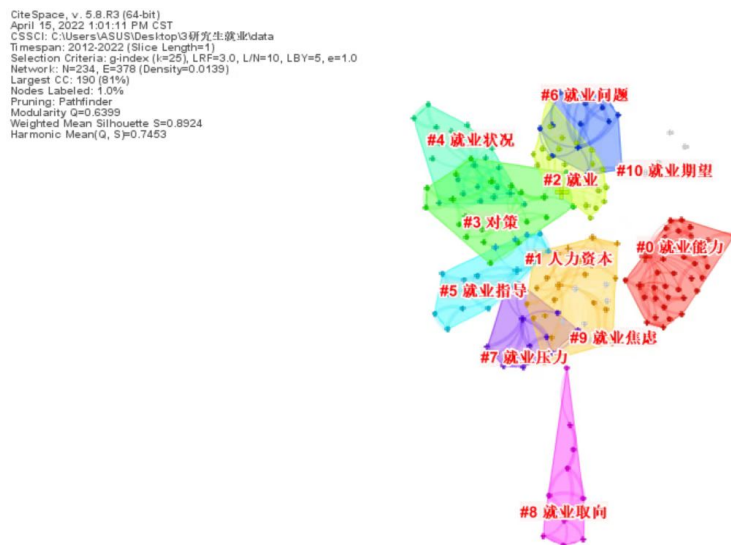 CiteSpace, v. 5.8.R3 (64-bit)
April 15, 2022 1:01:11 PM CST
CSSCI: C:\Users\ASUS\Desktop\3研究生就业\data
Timespan: 2012-2022 (Slice Length=1)
Selection Criteria: g-index (k=25), LRF=3.0, L/N=10, LBY=5, e=1.0
Network: N=234, E=378 (Density=0.0139)
Largest CC: 190 (81%)
Nodes Labeled: 1.0%
Pruning: Pathfinder
Modularity Q=0.6399
Weighted Mean Silhouette S=0.8924
Harmonic Mean(Q, S)=0.7453
#6 就业问题
#4 就业状况
#2 就业
#10 就业期望
#3 对策
#0 就业能力
#1 人力资本
#5 就业指导
#9 就业焦虑
#7 就业压力
#8 就业取向